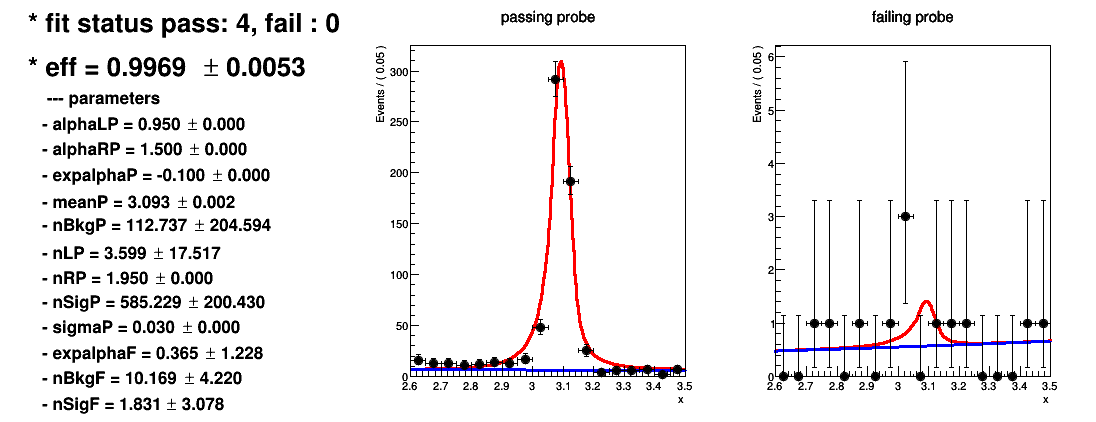 * fit status pass: 4, fail : 0
* eff = 0.9969 ± 0.0053
--- parameters
- alphaLP = 0.950 ± 0.000
- alphaRP = 1.500 ± 0.000
- expalphaP = -0.100 ± 0.000
- meanP = 3.093 ± 0.002
- nBkgP = 112.737 ± 204.594
- nLP = 3.599 ± 17.517
- nRP = 1.950 ± 0.000
- nSigP = 585.229 ± 200.430
- sigmaP = 0.030 ± 0.000
- expalphaF = 0.365 ± 1.228
- nBkgF = 10.169 ± 4.220
- nSigF = 1.831 ± 3.078
passing probe
Events / ( 0.05 )
300
250
200
150
100
50
0
2.6 2.7 2.8 2.9 3 3.1 3.2 3.3 3.4 3.5
x
failing probe
Events / ( 0.05 )
6
5
4
3
2
1
0
2.6 2.7 2.8 2.9 3 3.1 3.2 3.3 3.4 3.5
x